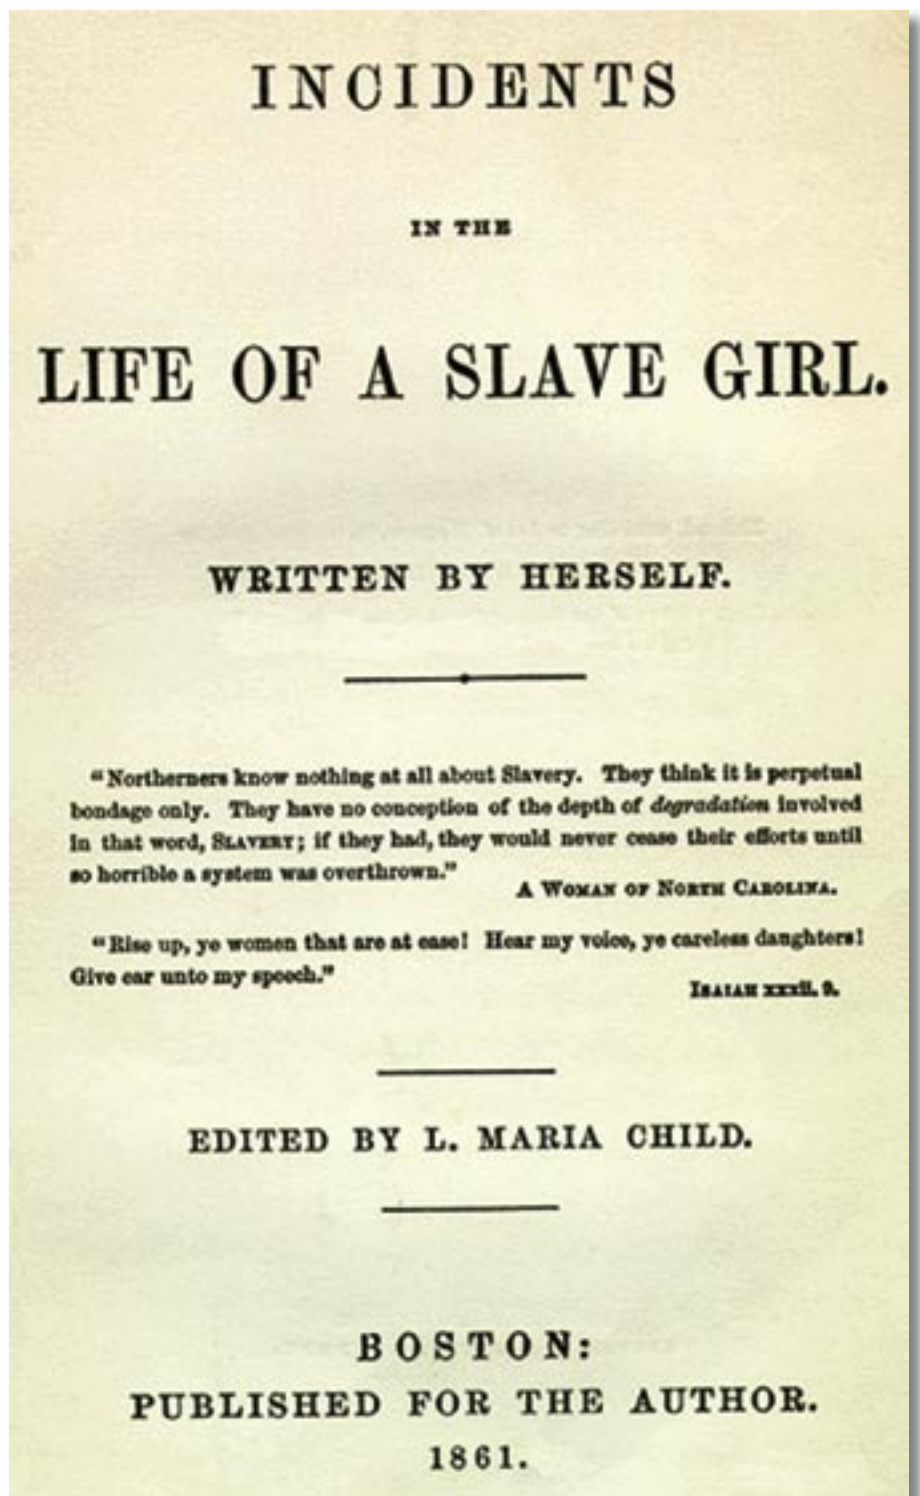 INCIDENTS
IN THE
LIFE OF A SLAVE GIRL.
WRITTEN BY HERSELF.
"Northerners know nothing at all about Slavery. They think it is perpetual
bondage only. They have no conception of the depth of degradation involved
in that word, SLAVERY; if they had, they would never cease their efforts until
so horrible a system was overthrown."
A WOMAN OF NORTH CAROLINA.
"Rise up, ye women that are at ease! Hear my voice, ye careless daughters!
Give ear unto my speech."
ISAIAH xxxii. 9.
EDITED BY L. MARIA CHILD.
BOSTON:
PUBLISHED FOR THE AUTHOR.
1861.